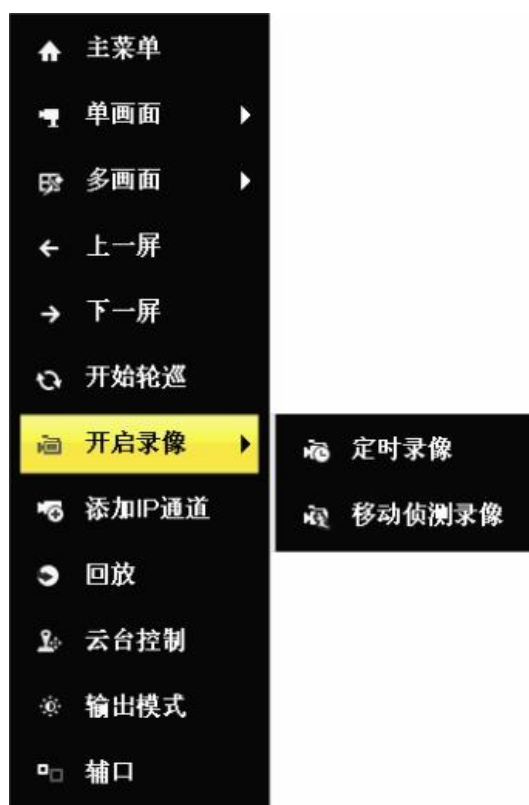 主菜单
单画面
多画面
上一屏
下一屏
开始轮巡
开启录像
定时录像
添加IP通道
移动侦测录像
回放
云台控制
输出模式
辅口